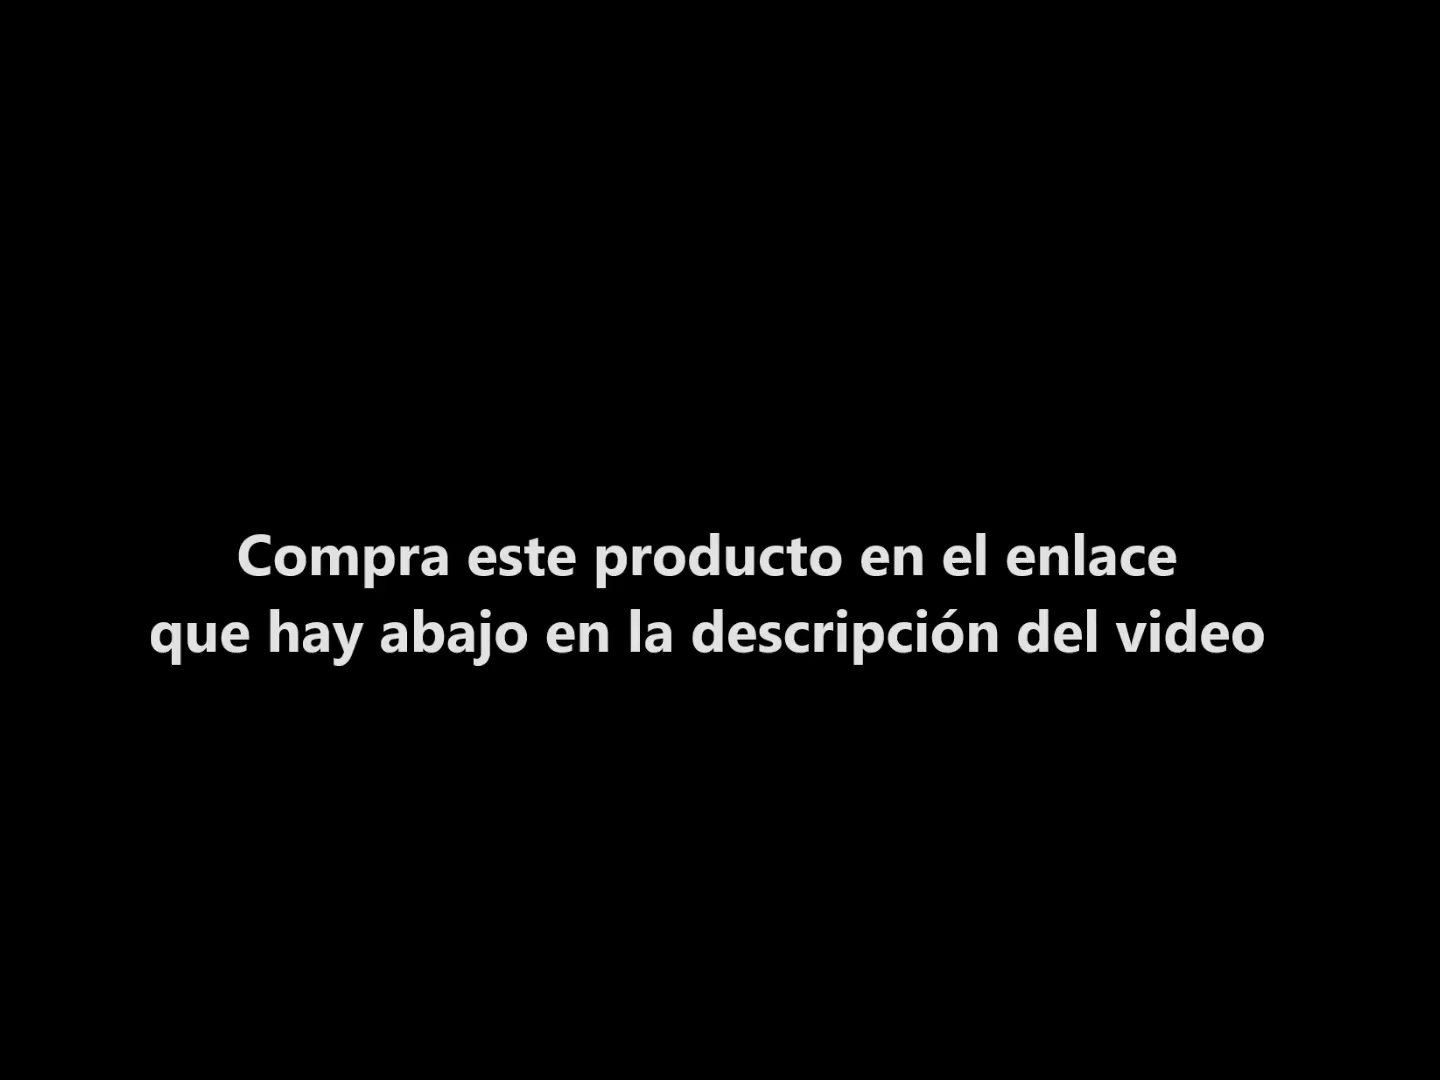 Compra este producto en el enlace
que hay abajo en la descripción del video